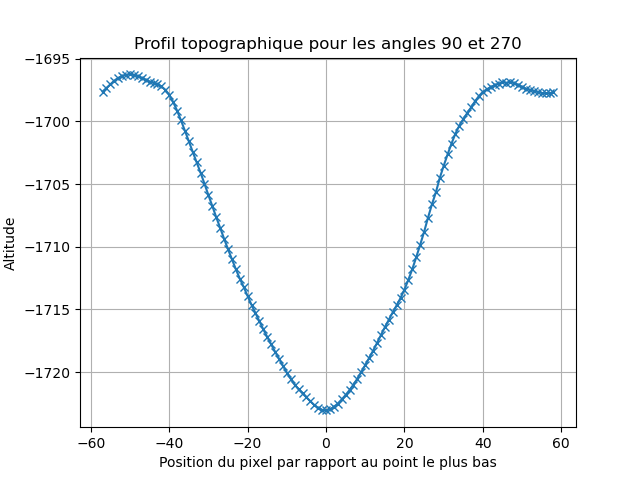 Profil topographique pour les angles 90 et 270
−1695
−1700
−1705
−1710
−1715
−1720
Altitude
−60 −40 −20 0 20 40 60
Position du pixel par rapport au point le plus bas